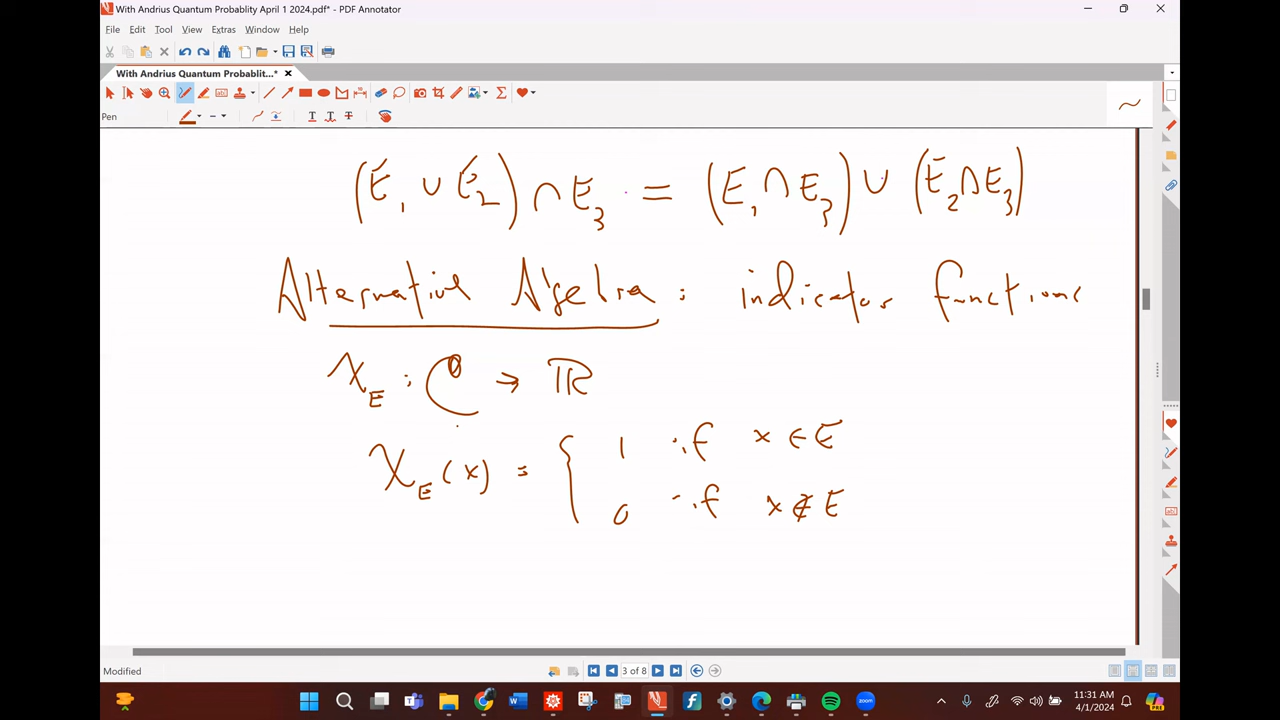 With Andrius Quantum Probablity April 1 2024.pdf* - PDF Annotator
File Edit Tool View Extras Window Help
With Andrius Quantum Probablit...*
Pen
(E₁ ∪ E₂) ∩ E₃ = (E₁ ∩ E₃) ∪ (E₂ ∩ E₃)
Alternative Algebra : indicator functions
χ_E : → ℝ
χ_E(x) = { 1 if x ∈ E
0 if x ∉ E
Modified
3 of 8
11:31 AM
4/1/2024